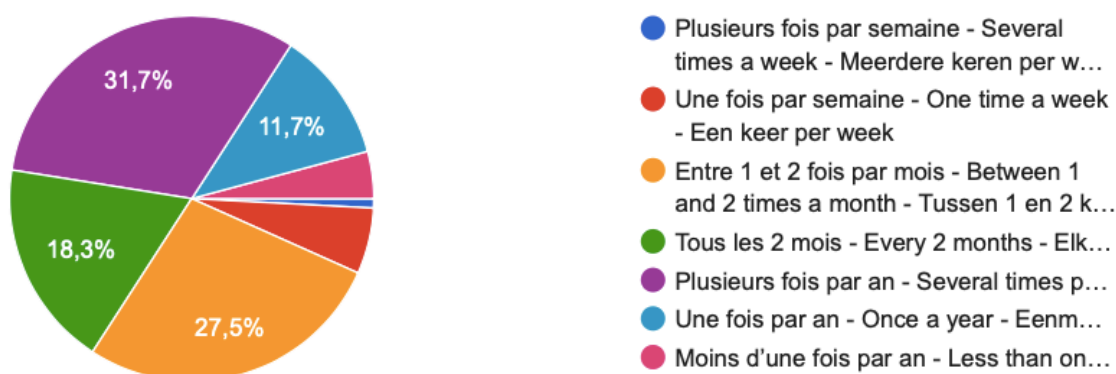 31,7%
11,7%
18,3%
27,5%
Plusieurs fois par semaine - Several
times a week - Meerdere keren per w…
Une fois par semaine - One time a week
- Een keer per week
Entre 1 et 2 fois par mois - Between 1
and 2 times a month - Tussen 1 en 2 k…
Tous les 2 mois - Every 2 months - Elk…
Plusieurs fois par an - Several times p…
Une fois par an - Once a year - Eenm…
Moins d’une fois par an - Less than on…